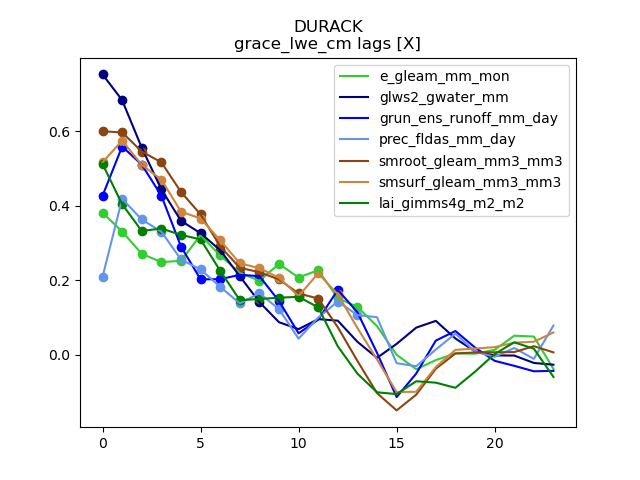 DURACK
grace_lwe_cm lags [X]
e_gleam_mm_mon
glws2_gwater_mm
grun_ens_runoff_mm_day
prec_fldas_mm_day
smroot_gleam_mm3_mm3
smsurf_gleam_mm3_mm3
lai_gimms4g_m2_m2
0.6
0.4
0.2
0.0
0 5 10 15 20